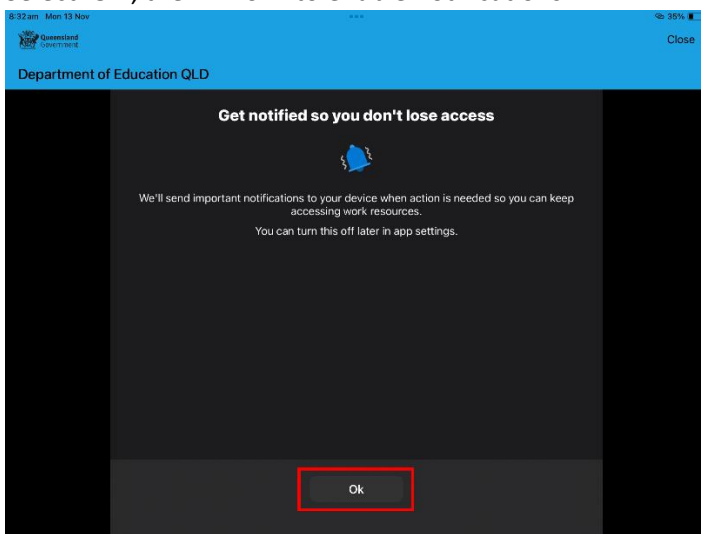 8:32 am Mon 13 Nov
35%
Queensland
Government
Close
Department of Education QLD
Get notified so you don't lose access
We'll send important notifications to your device when action is needed so you can keep
accessing work resources.
You can turn this off later in app settings.
Ok